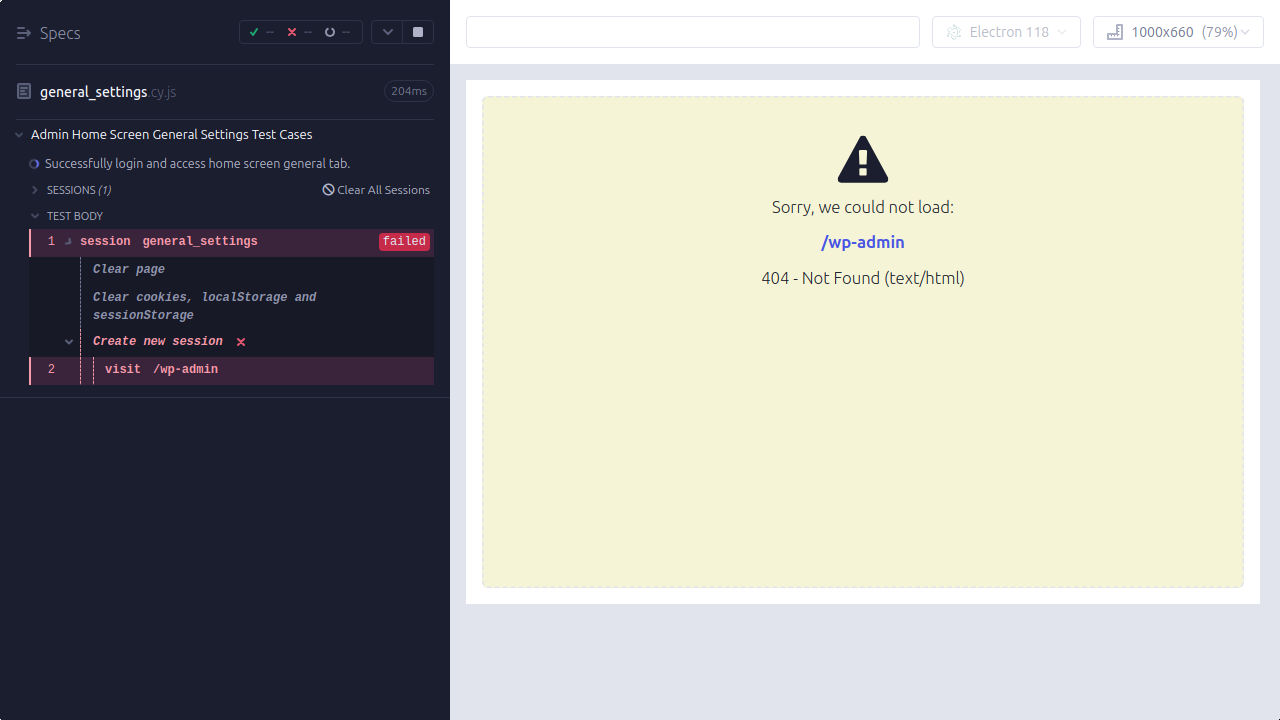 Specs
--
--
--
general_settings.cy.js
204ms
Admin Home Screen General Settings Test Cases
Successfully login and access home screen general tab.
SESSIONS (1)
Clear All Sessions
TEST BODY
1 session general_settings failed
Clear page
Clear cookies, localStorage and
sessionStorage
Create new session
2 visit /wp-admin
Electron 118
1000x660 (79%)
Sorry, we could not load:
/wp-admin
404 - Not Found (text/html)